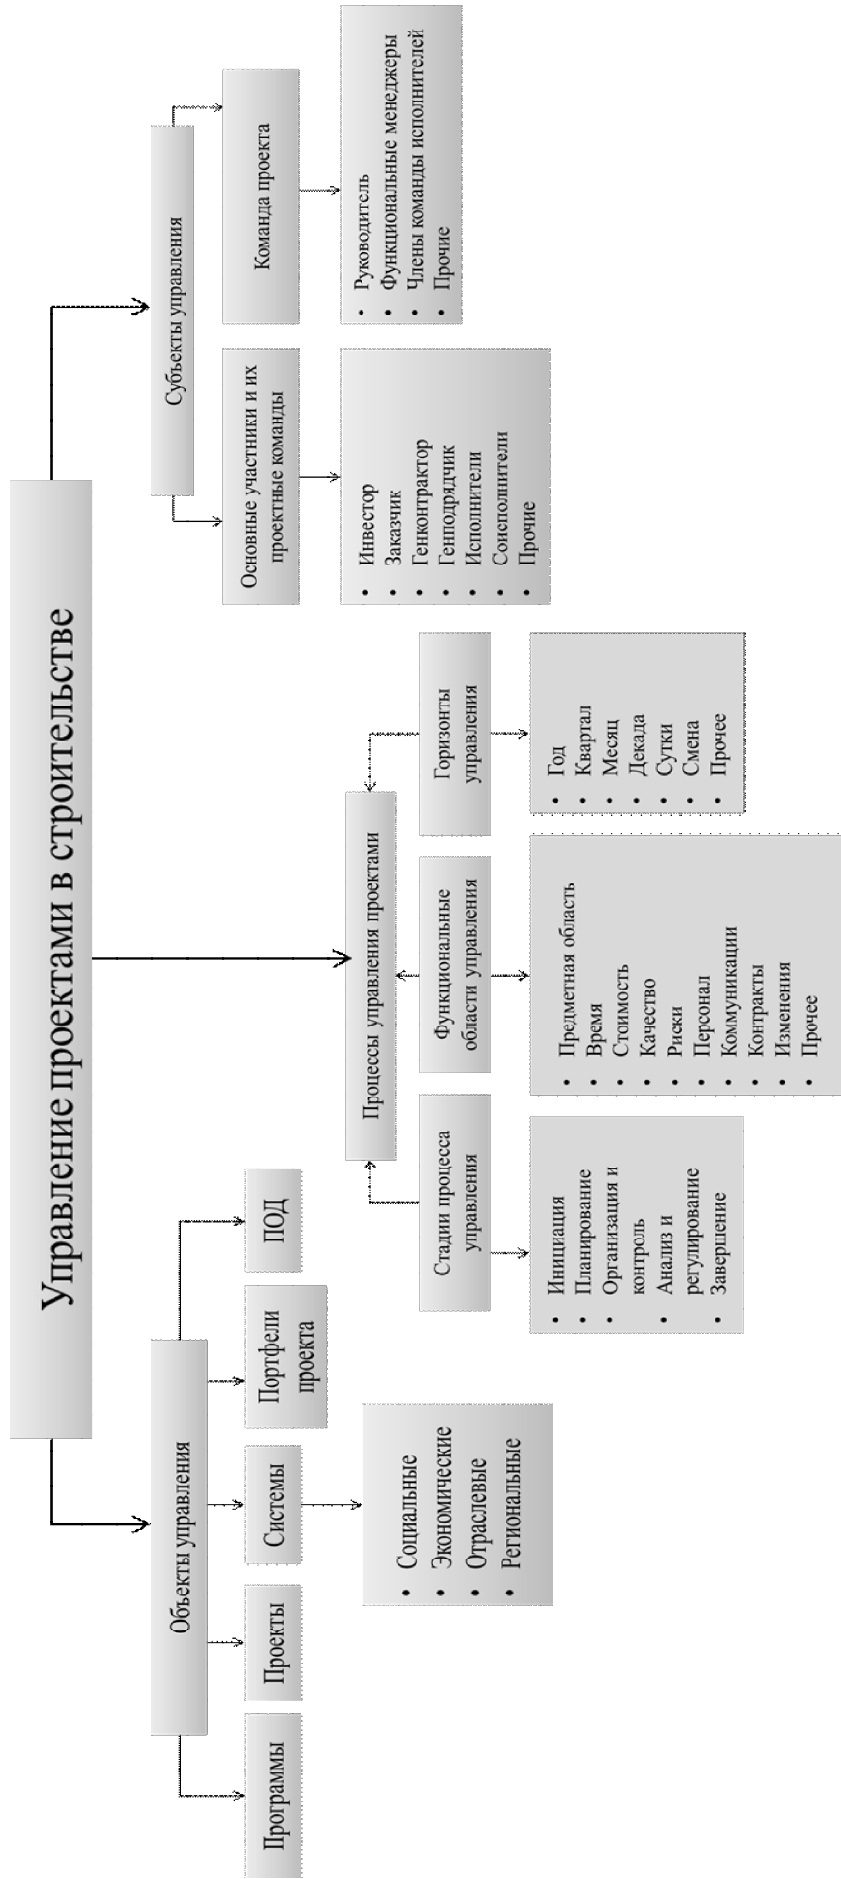 Управление проектами в строительстве
Объекты управления
Программы
Проекты
Системы
Портфели
проекта
ПОД
• Социальные
• Экономические
• Отраслевые
• Региональные
Процессы управления проектами
Стадии процесса
управления
Функциональные
области управления
Горизонты
управления
• Инициация
• Планирование
• Организация и
контроль
• Анализ и
регулирование
• Завершение
• Предметная область
• Время
• Стоимость
• Качество
• Риски
• Персонал
• Коммуникации
• Контракты
• Изменения
• Прочее
• Год
• Квартал
• Месяц
• Декада
• Сутки
• Смена
• Прочее
Субъекты управления
Основные участники и их
проектные команды
Команда проекта
• Инвестор
• Заказчик
• Генконтрактор
• Генподрядчик
• Исполнители
• Соисполнители
• Прочие
• Руководитель
• Функциональные менеджеры
• Члены команды исполнителей
• Прочие